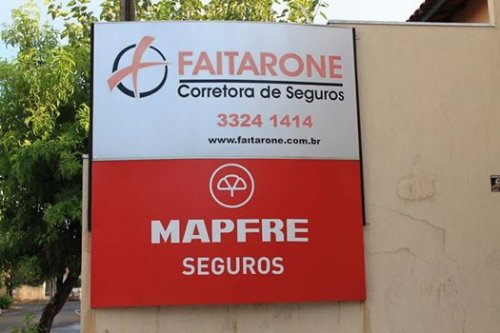 FAITARONE
Corretora de Seguros
3324 1414
www.faitarone.com.br
MAPFRE
SEGUROS